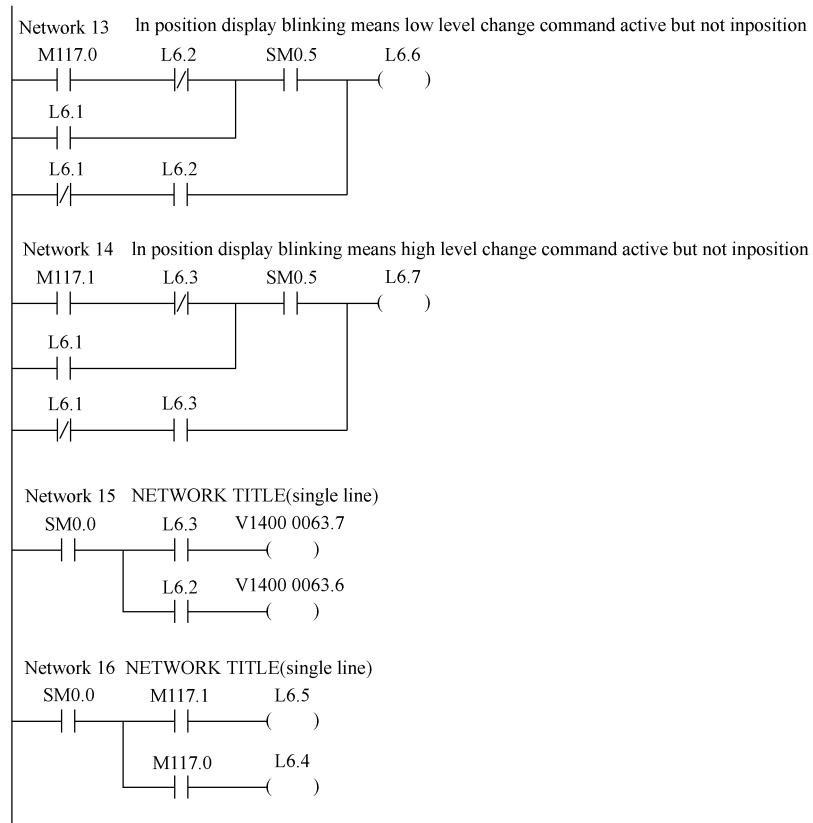 Network 13 ln position display blinking means low level change command active but not inposition
M117.0 L6.2 SM0.5 L6.6
( )
L6.1
L6.1 L6.2
Network 14 ln position display blinking means high level change command active but not inposition
M117.1 L6.3 SM0.5 L6.7
( )
L6.1
L6.1 L6.3
Network 15 NETWORK TITLE(single line)
SM0.0 L6.3 V1400 0063.7
( )
L6.2 V1400 0063.6
( )
Network 16 NETWORK TITLE(single line)
SM0.0 M117.1 L6.5
( )
M117.0 L6.4
( )